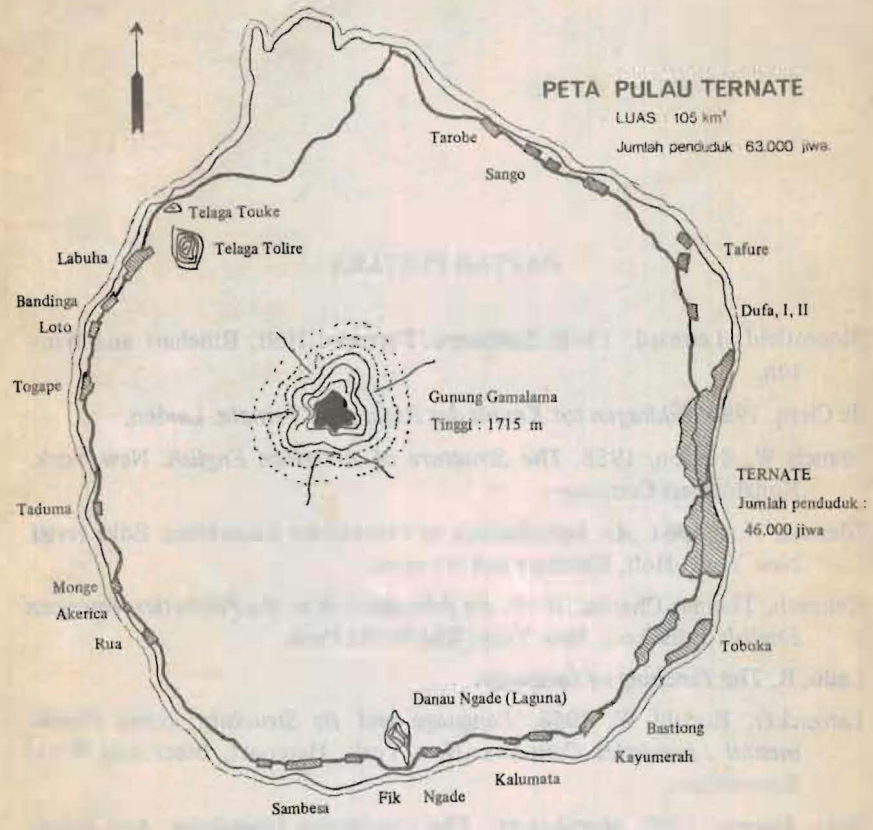 PETA PULAU TERNATE
LUAS : 105 km²
Jumlah penduduk 63.000 jiwa.
Tarobe
Sango
Telaga Touke
Telaga Tolire
Labuha
Tafure
Bandinga
Loto
Dufa, I, II
Togape
Gunung Gamalama
Tinggi : 1715 m
TERNATE
Jumlah penduduk :
46.000 jiwa
Taduma
Monge
Akerica
Rua
Toboka
Danau Ngade (Laguna)
Bastiong
Kayumerah
Kalumata
Sambesa
Fik
Ngade